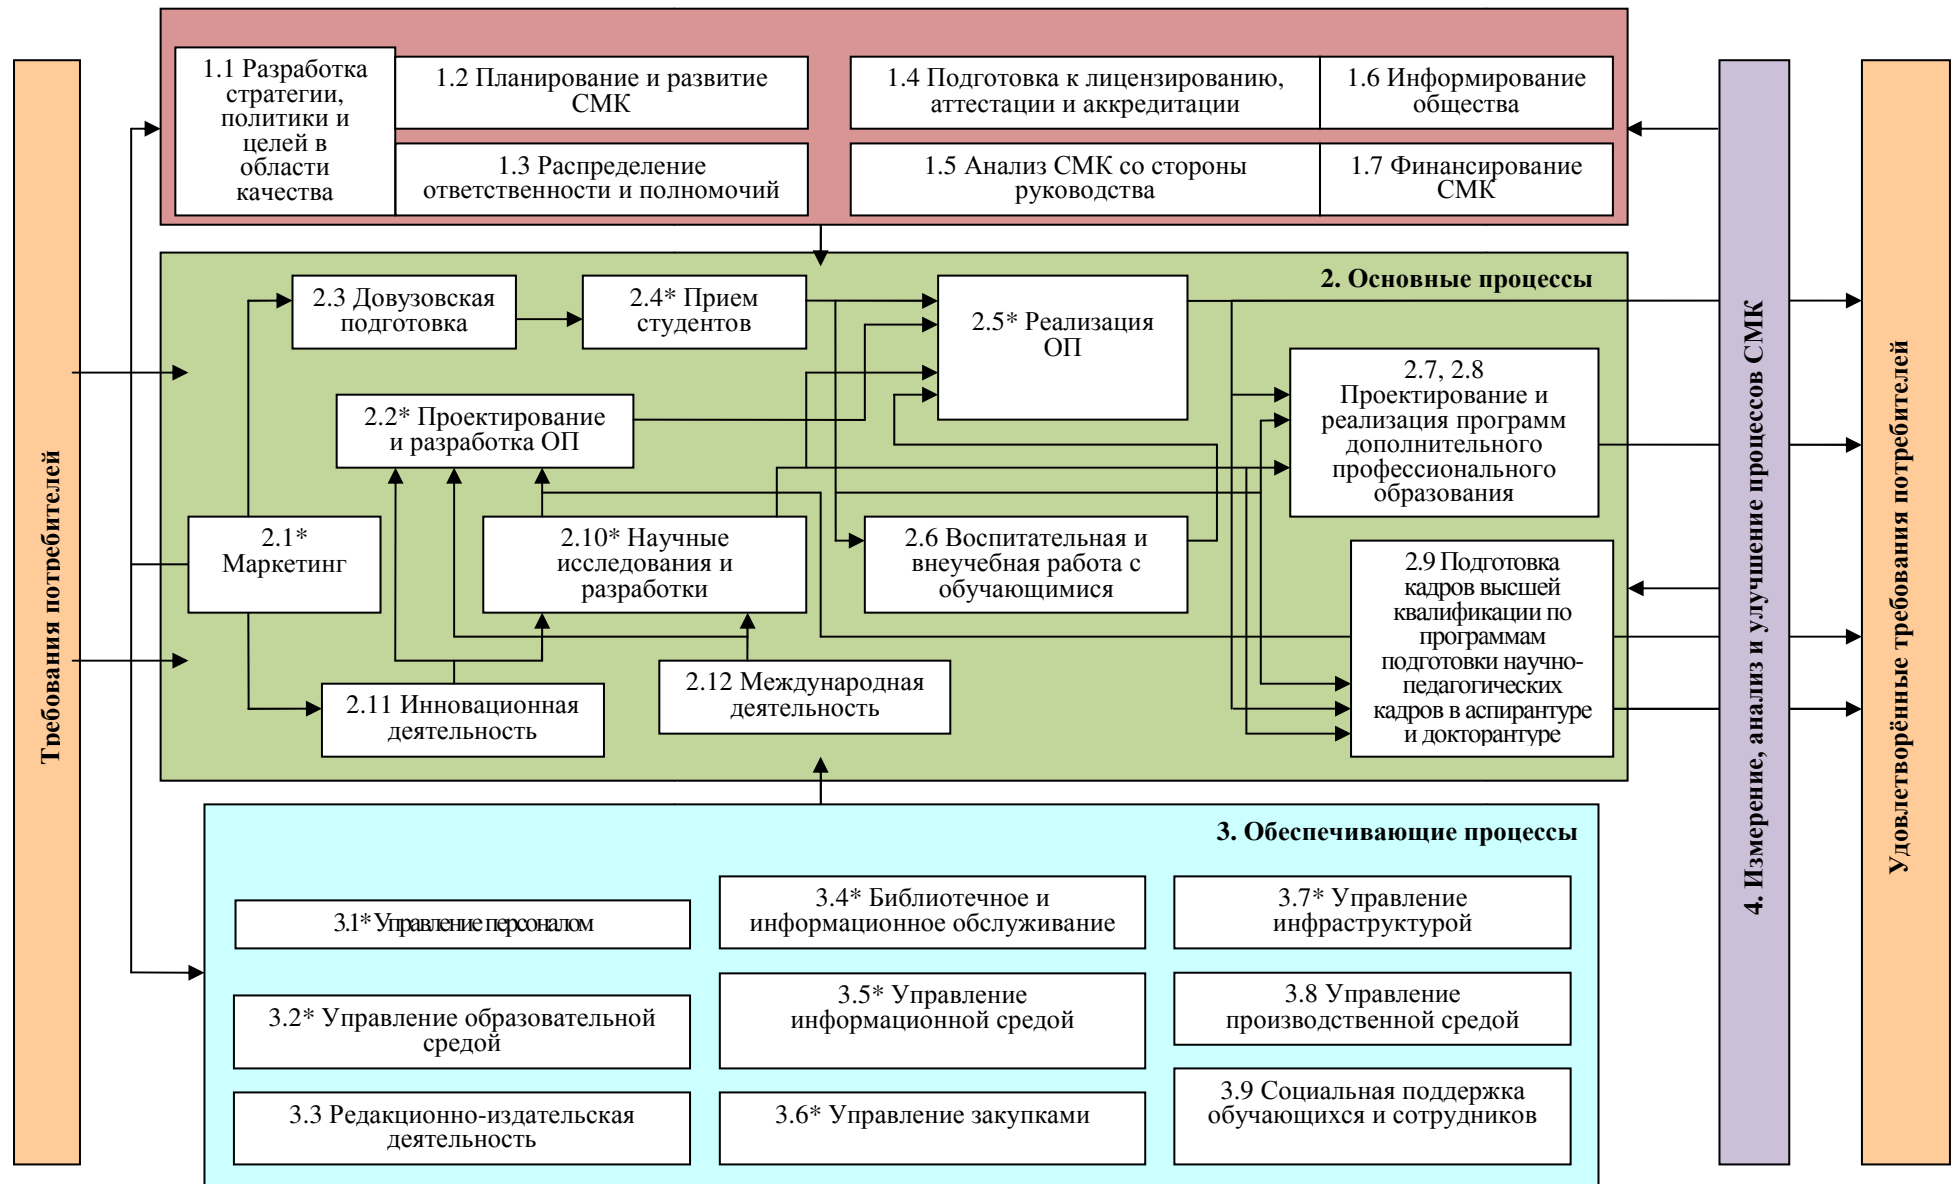 Требования потребителей
1.1 Разработка
стратегии,
политики и
целей в
области
качества
1.2 Планирование и развитие
СМК
1.3 Распределение
ответственности и полномочий
1.4 Подготовка к лицензированию,
аттестации и аккредитации
1.5 Анализ СМК со стороны
руководства
1.6 Информирование
общества
1.7 Финансирование
СМК
2. Основные процессы
2.3 Довузовская
подготовка
2.4* Прием
студентов
2.5* Реализация
ОП
2.7, 2.8
Проектирование и
реализация программ
дополнительного
профессионального
образования
2.2* Проектирование
и разработка ОП
2.1*
Маркетинг
2.10* Научные
исследования и
разработки
2.6 Воспитательная и
внеучебная работа с
обучающимися
2.9 Подготовка
кадров высшей
квалификации по
программам
подготовки научно-
педагогических
кадров в аспирантуре
и докторантуре
2.11 Инновационная
деятельность
2.12 Международная
деятельность
3. Обеспечивающие процессы
3.1* Управление персоналом
3.2* Управление образовательной
средой
3.3 Редакционно-издательская
деятельность
3.4* Библиотечное и
информационное обслуживание
3.5* Управление
информационной средой
3.6* Управление закупками
3.7* Управление
инфраструктурой
3.8 Управление
производственной средой
3.9 Социальная поддержка
обучающихся и сотрудников
4. Измерение, анализ и улучшение процессов СМК
Удовлетворённые требования потребителей